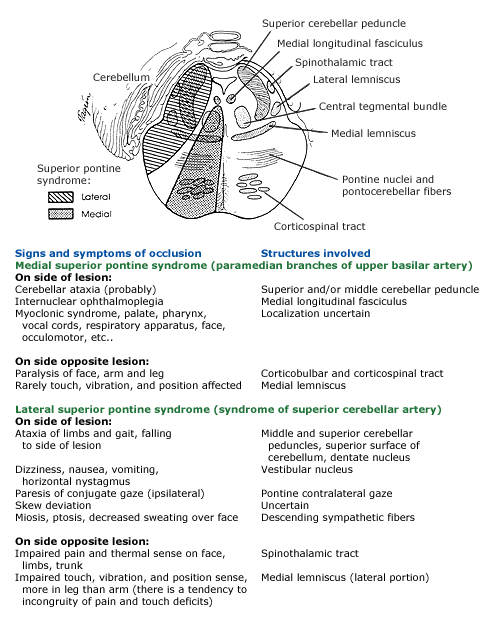 Superior cerebellar peduncle
Medial longitudinal fasciculus
Spinothalamic tract
Lateral lemniscus
Cerebellum
Central tegmental bundle
Medial lemniscus
Superior pontine
syndrome:
Lateral
Medial
Pontine nuclei and
pontocerebellar fibers
Corticospinal tract
Signs and symptoms of occlusion Structures involved
Medial superior pontine syndrome (paramedian branches of upper basilar artery)
On side of lesion:
Cerebellar ataxia (probably) Superior and/or middle cerebellar peduncle
Internuclear ophthalmoplegia Medial longitudinal fasciculus
Myoclonic syndrome, palate, pharynx, Localization uncertain
vocal cords, respiratory apparatus, face,
occulomotor, etc..
On side opposite lesion:
Paralysis of face, arm and leg Corticobulbar and corticospinal tract
Rarely touch, vibration, and position affected Medial lemniscus
Lateral superior pontine syndrome (syndrome of superior cerebellar artery)
On side of lesion:
Ataxia of limbs and gait, falling Middle and superior cerebellar
to side of lesion peduncles, superior surface of
cerebellum, dentate nucleus
Dizziness, nausea, vomiting, Vestibular nucleus
horizontal nystagmus
Paresis of conjugate gaze (ipsilateral) Pontine contralateral gaze
Skew deviation Uncertain
Miosis, ptosis, decreased sweating over face Descending sympathetic fibers
On side opposite lesion:
Impaired pain and thermal sense on face, Spinothalamic tract
limbs, trunk
Impaired touch, vibration, and position sense, Medial lemniscus (lateral portion)
more in leg than arm (there is a tendency to
incongruity of pain and touch deficits)